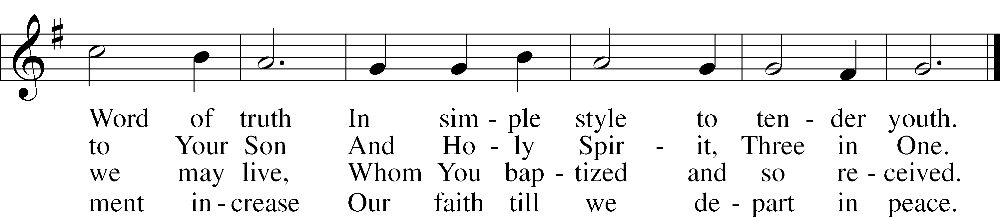 Word of truth In sim - ple style to ten - der youth.
to Your Son And Ho - ly Spir - it, Three in One.
we may live, Whom You bap - tized and so re - ceived.
ment in - crease Our faith till we de - part in peace.